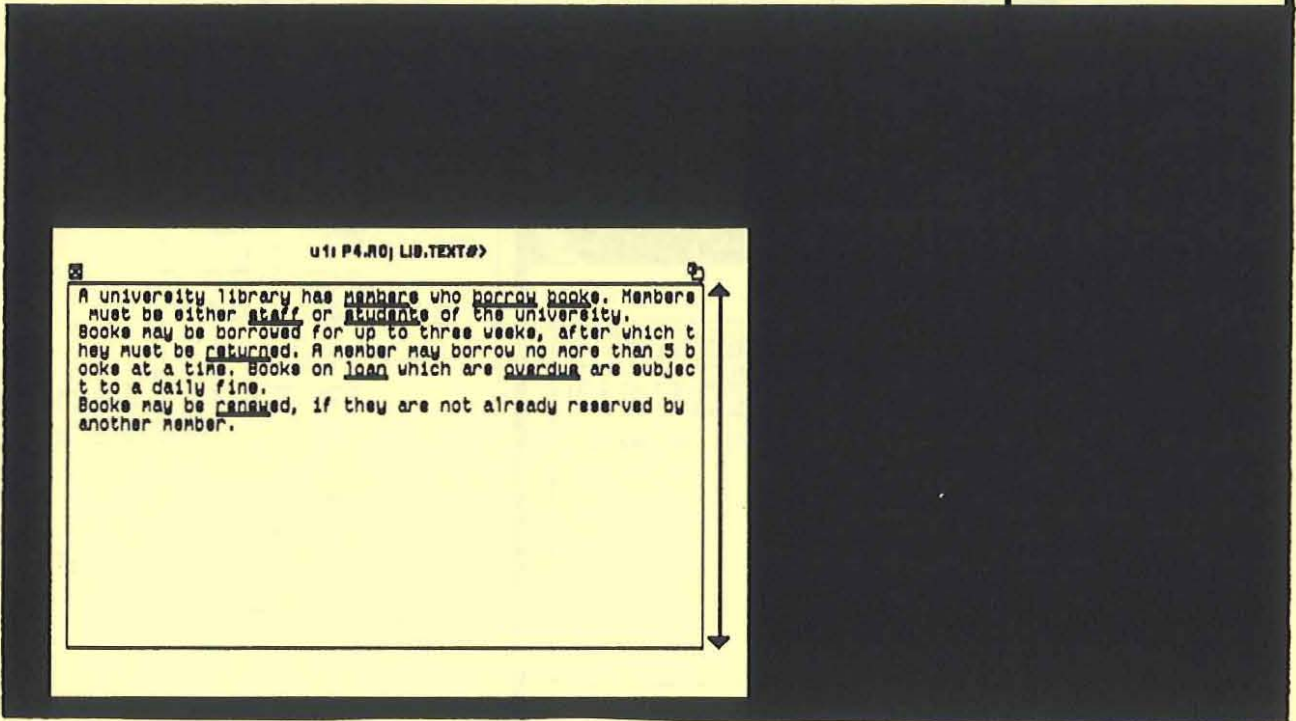 u1: P4.R0; LIB.TEXT#>
A university library has members who borrow books. Members
must be either staff or students of the university.
Books may be borrowed for up to three weeks, after which t
hey must be returned. A member may borrow no more than 5 b
ooks at a time. Books on loan which are overdue are subjec
t to a daily fine.
Books may be renewed, if they are not already reserved by
another member.